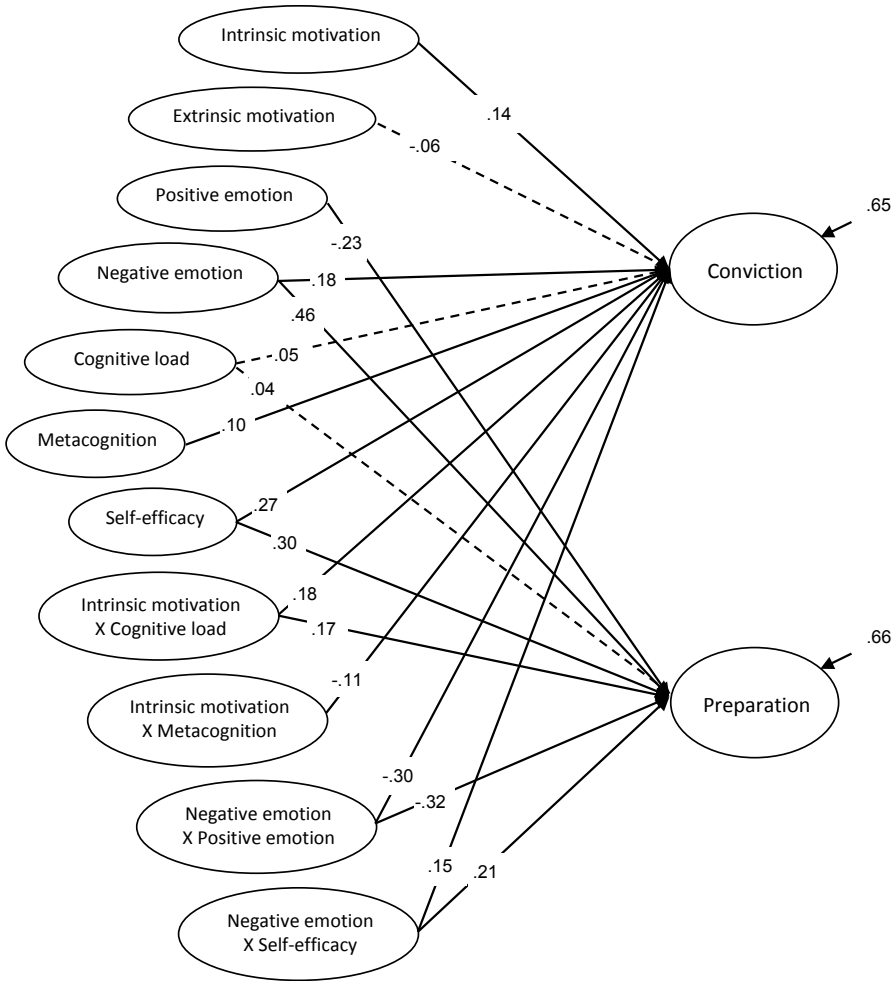 Intrinsic motivation
.14
Extrinsic motivation
-.06
Positive emotion
-.23
.65
Negative emotion
.18
Conviction
.46
Cognitive load
.05
.04
Metacognition
.10
Self-efficacy
.27
.30
Intrinsic motivation
X Cognitive load
.18
.17
.66
Intrinsic motivation
X Metacognition
-.11
Preparation
Negative emotion
X Positive emotion
-.30
-.32
.15
.21
Negative emotion
X Self-efficacy